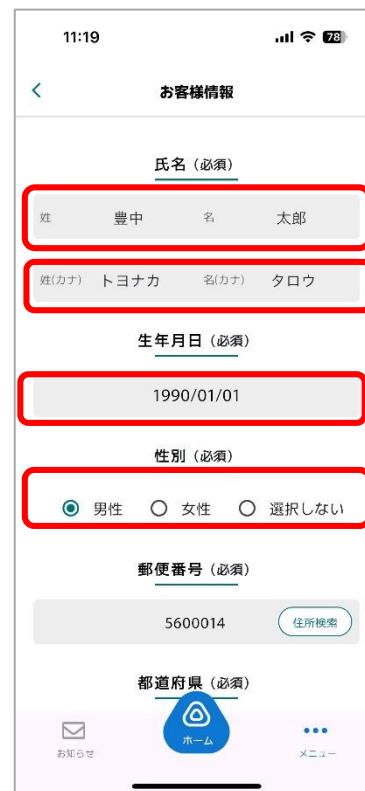 11:19 78
お客様情報
氏名（必須）
姓 豊中 名 太郎
姓(カナ) トヨナカ 名(カナ) タロウ
生年月日（必須）
1990/01/01
性別（必須）
男性 女性 選択しない
郵便番号（必須）
5600014 住所検索
都道府県（必須）
お知らせ ホーム メニュー